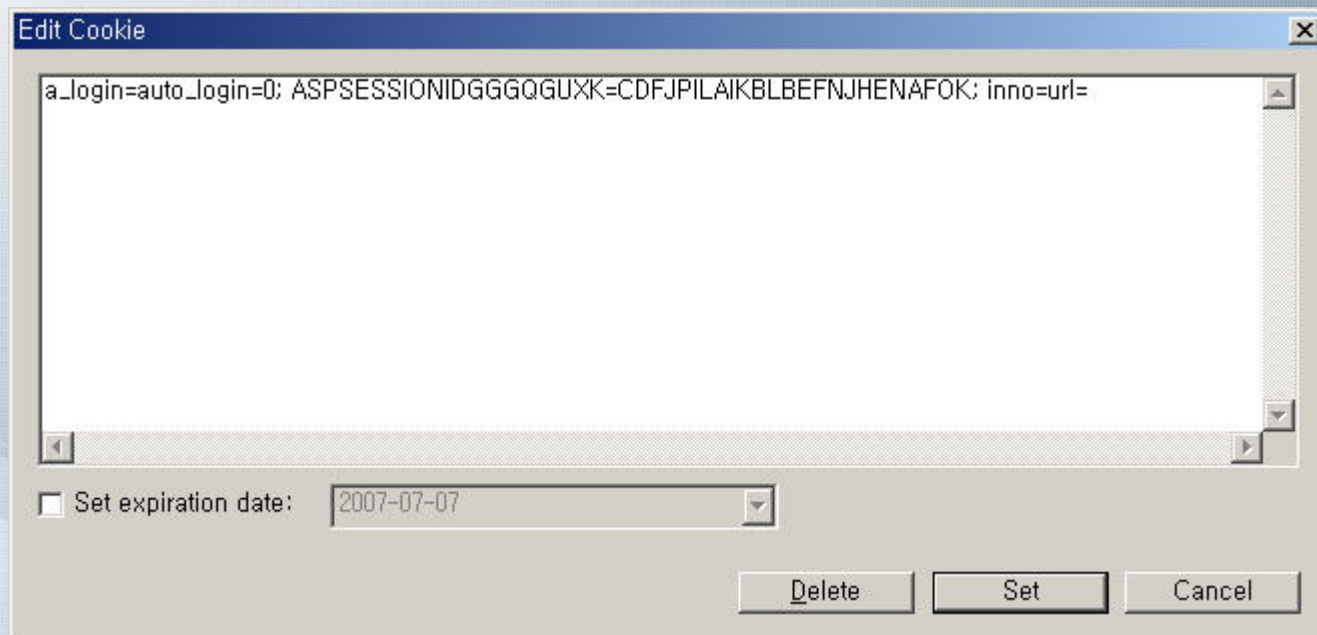 Edit Cookie
a_login=auto_login=0; ASPSESSIONIDGGGQGUXK=CDFJPILAIKBLBEFNJHENAFOK; inno=url=
Set expiration date: 2007-07-07
Delete Set Cancel